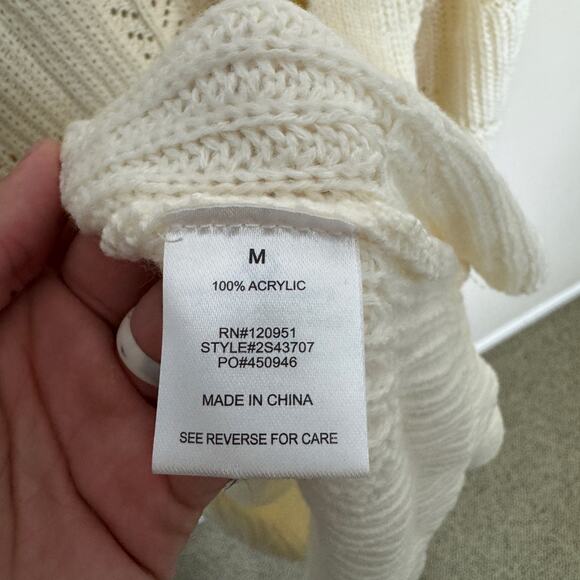 M
100% ACRYLIC
RN#120951
STYLE#2S43707
PO#450946
MADE IN CHINA
SEE REVERSE FOR CARE